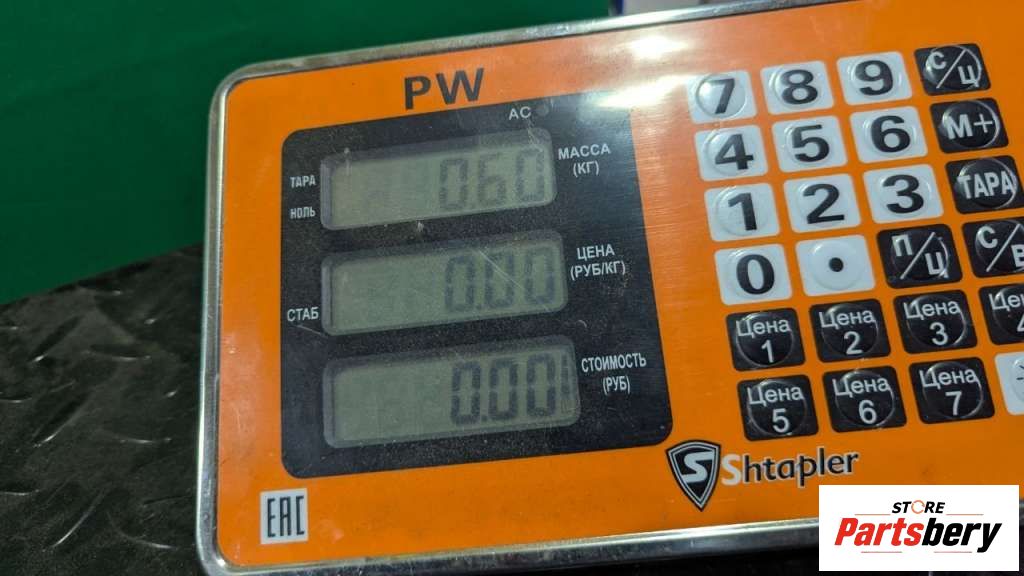 PW
AC
ТАРА
НОЛЬ
0.60
МАССА
(КГ)
СТАБ
0.00
ЦЕНА
(РУБ/КГ)
0.00
СТОИМОСТЬ
(РУБ)
7 8 9 С/Ц
4 5 6 М+
1 2 3 ТАРА
0 . П/Ц С/В
Цена 1
Цена 2
Цена 3
Цена 5
Цена 6
Цена 7
S Shtapler
EAC
STORE
Partsbery